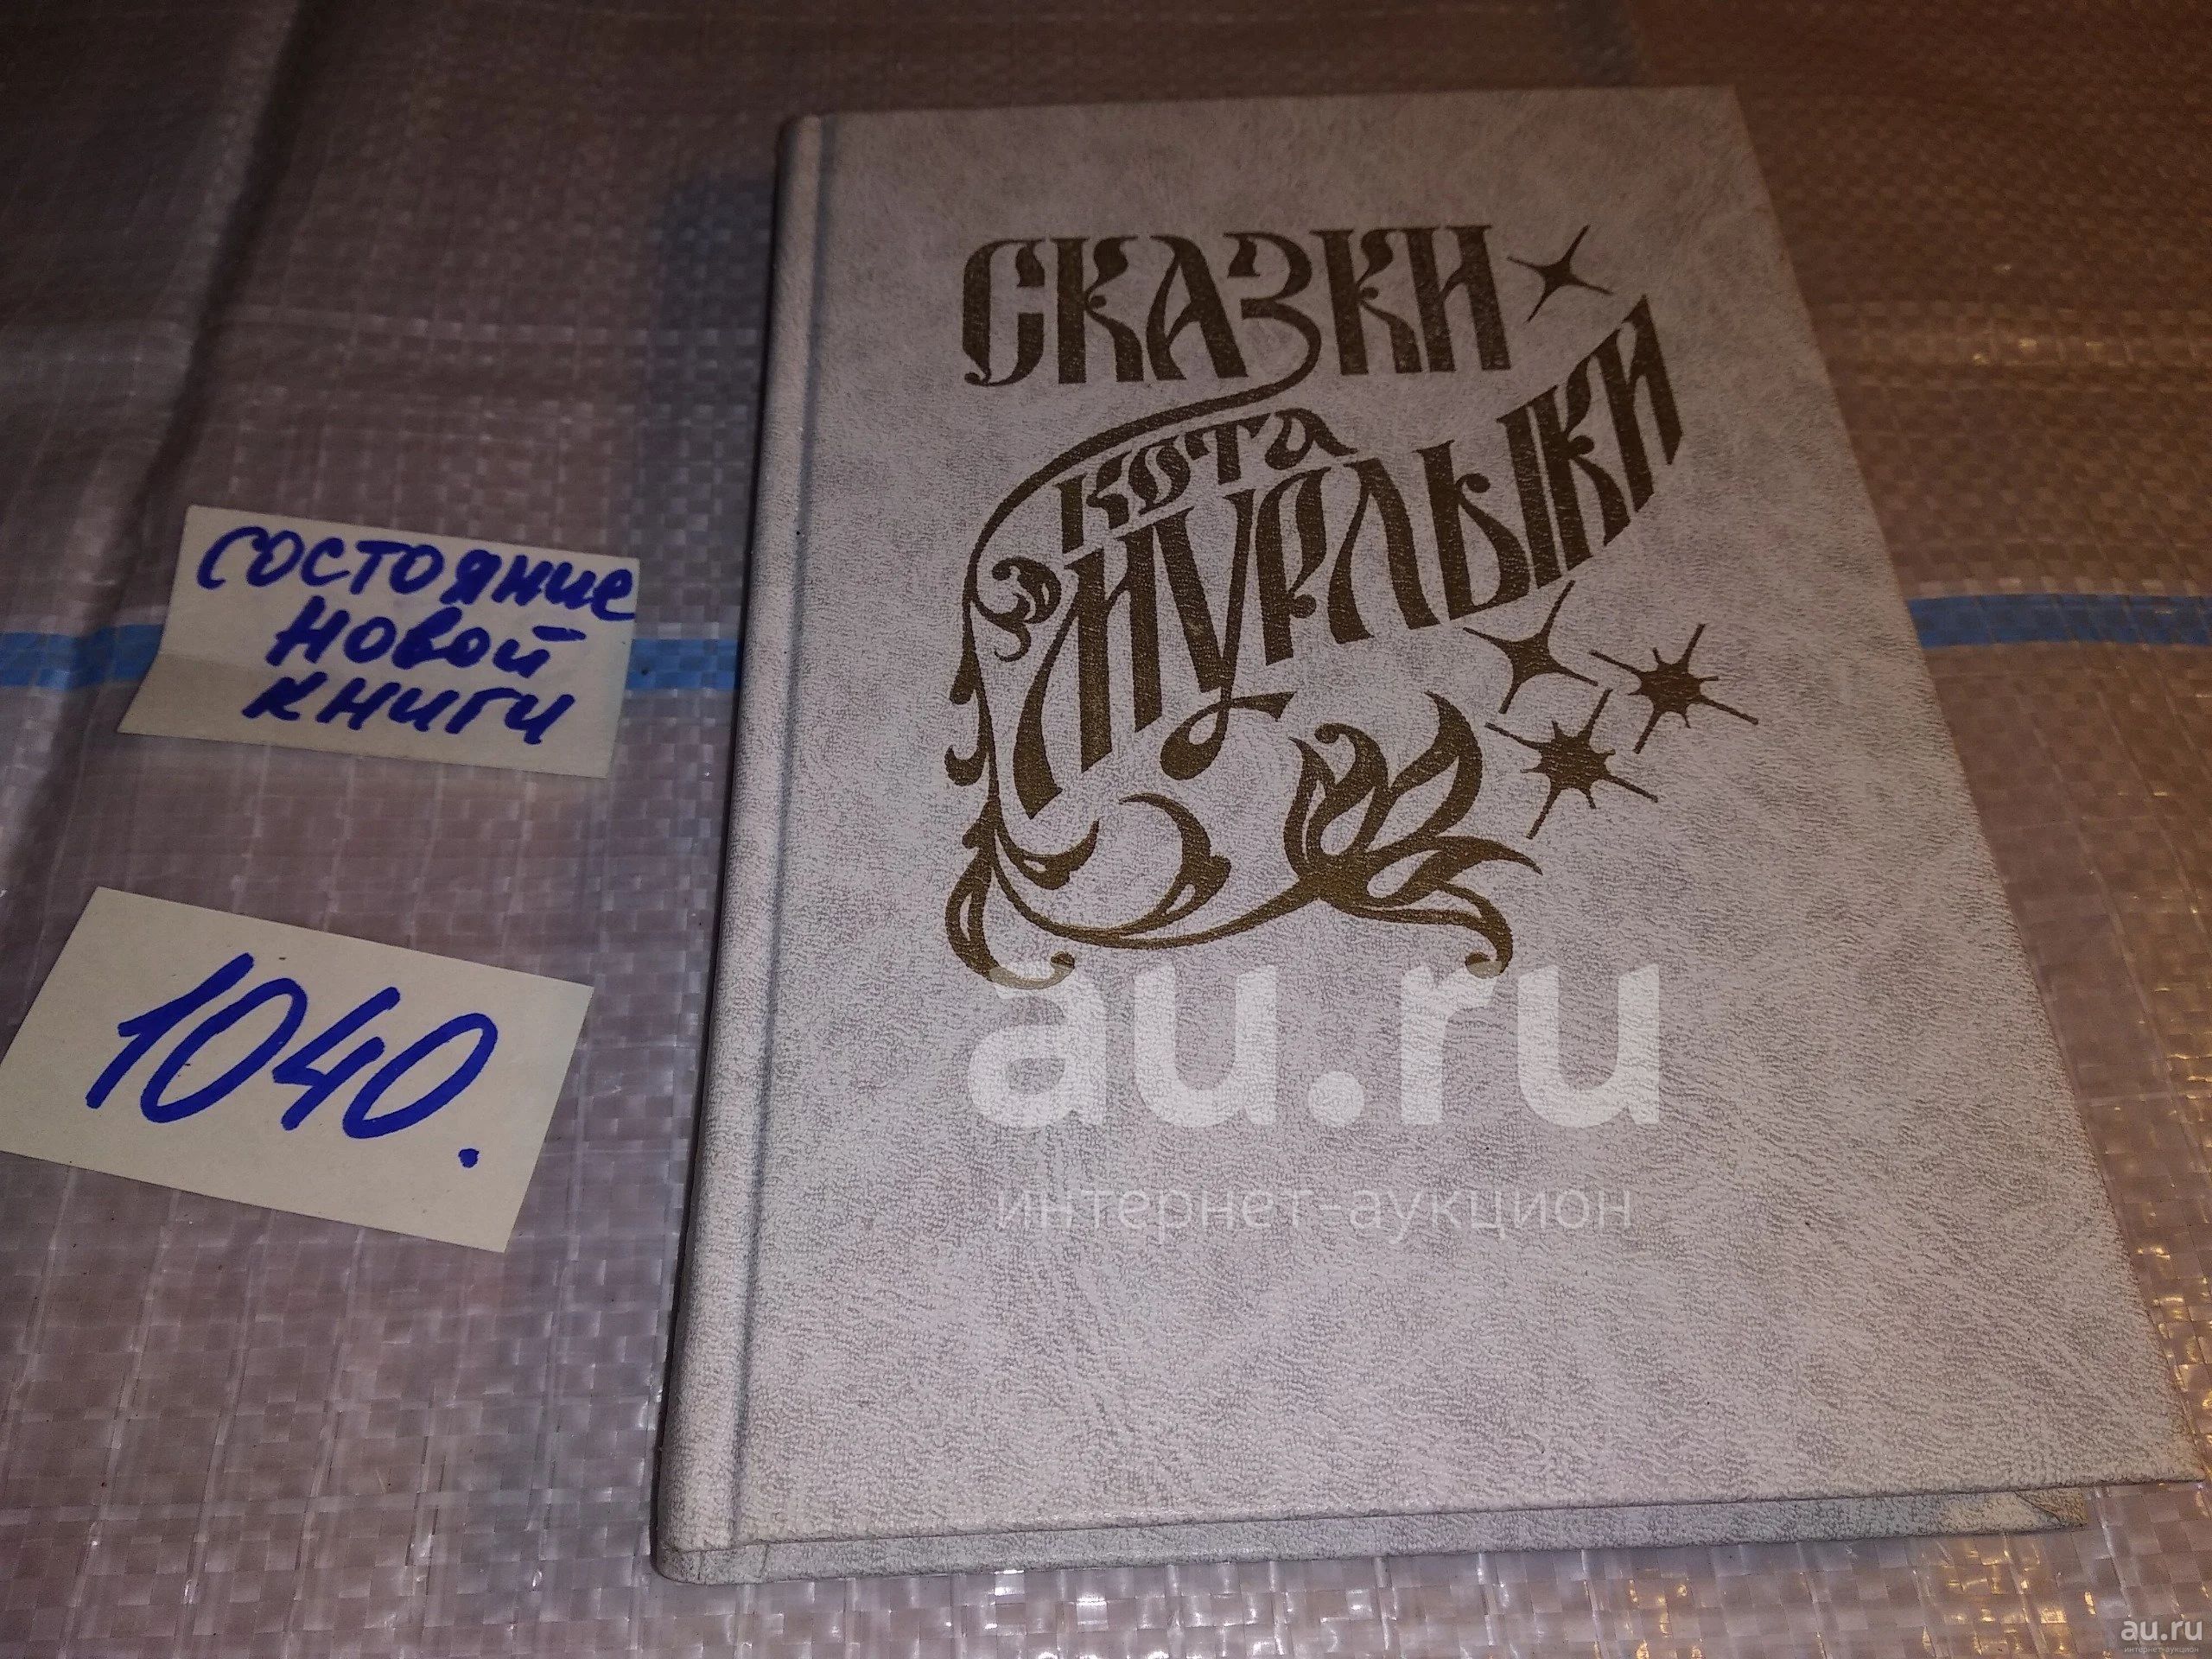 СКАЗКИ
КОТА
МУРЛЫКИ
состояние
новой
книги
1040.
au.ru
интернет-аукцион
au.ru
интернет-аукцион